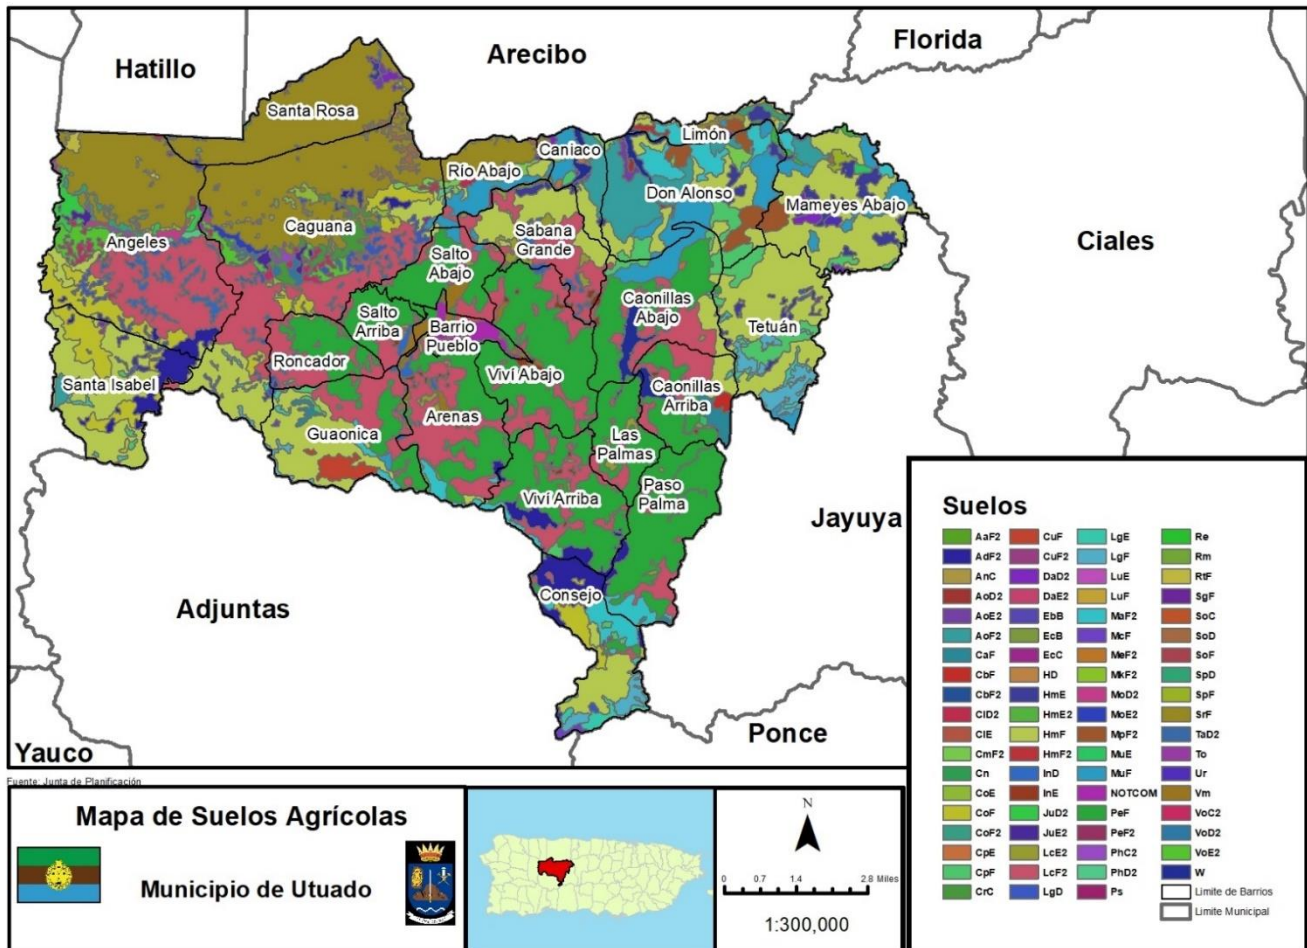 Hatillo
Arecibo
Florida
Santa Rosa
Limón
Caniaco
Río Abajo
Don Alonso
Mameyes Abajo
Caguana
Sabana
Grande
Angeles
Ciales
Salto
Abajo
Caonillas
Abajo
Salto
Arriba
Barrio
Pueblo
Tetuán
Roncador
Viví Abajo
Santa Isabel
Caonillas
Arriba
Arenas
Guaonica
Las
Palmas
Viví Arriba
Paso
Palma
Jayuya
Consejo
Adjuntas
Ponce
Yauco
Suelos
AaF2
AdF2
AnC
AoD2
AoE2
AoF2
CaF
CbF
CbF2
ClD2
ClE
CmF2
Cn
CoE
CoF
CoF2
CpE
CpF
CrC
CuF
CuF2
DaD2
DaE2
EbB
EcB
EcC
HD
HmE
HmE2
HmF
HmF2
InD
InE
JuD2
JuE2
LcE2
LcF2
LgD
LgE
LgF
LuE
LuF
MaF2
McF
MeF2
MkF2
MoD2
MoE2
MpF2
MuE
MuF
NOTCOM
PeF
PeF2
PhC2
PhD2
Ps
Re
Rm
RtF
SgF
SoC
SoD
SoF
SpD
SpF
SrF
TaD2
To
Ur
Vm
VoC2
VoD2
VoE2
W
Limite de Barrios
Limite Municipal
Fuente: Junta de Planificación
Mapa de Suelos Agrícolas
Municipio de Utuado
N
0 0.7 1.4 2.8 Miles
1:300,000